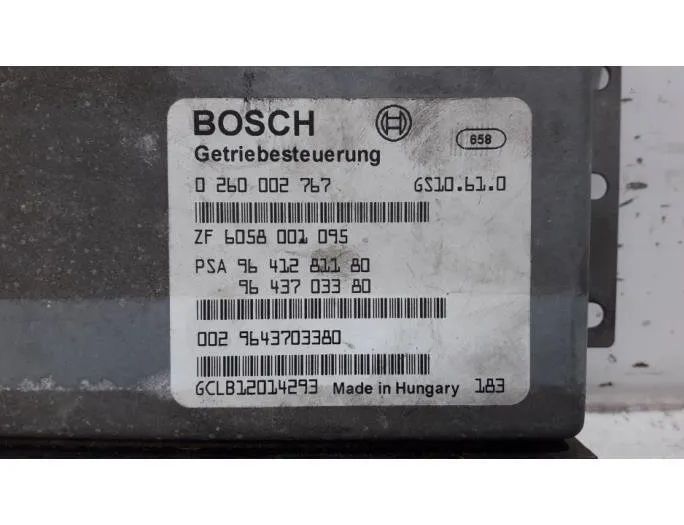 BOSCH
658
Getriebesteuerung
0 260 002 767 GS10.61.0
ZF 6058 001 095
PSA 96 412 811 80
96 437 033 80
002 9643703380
GCLB12014293 Made in Hungary 183